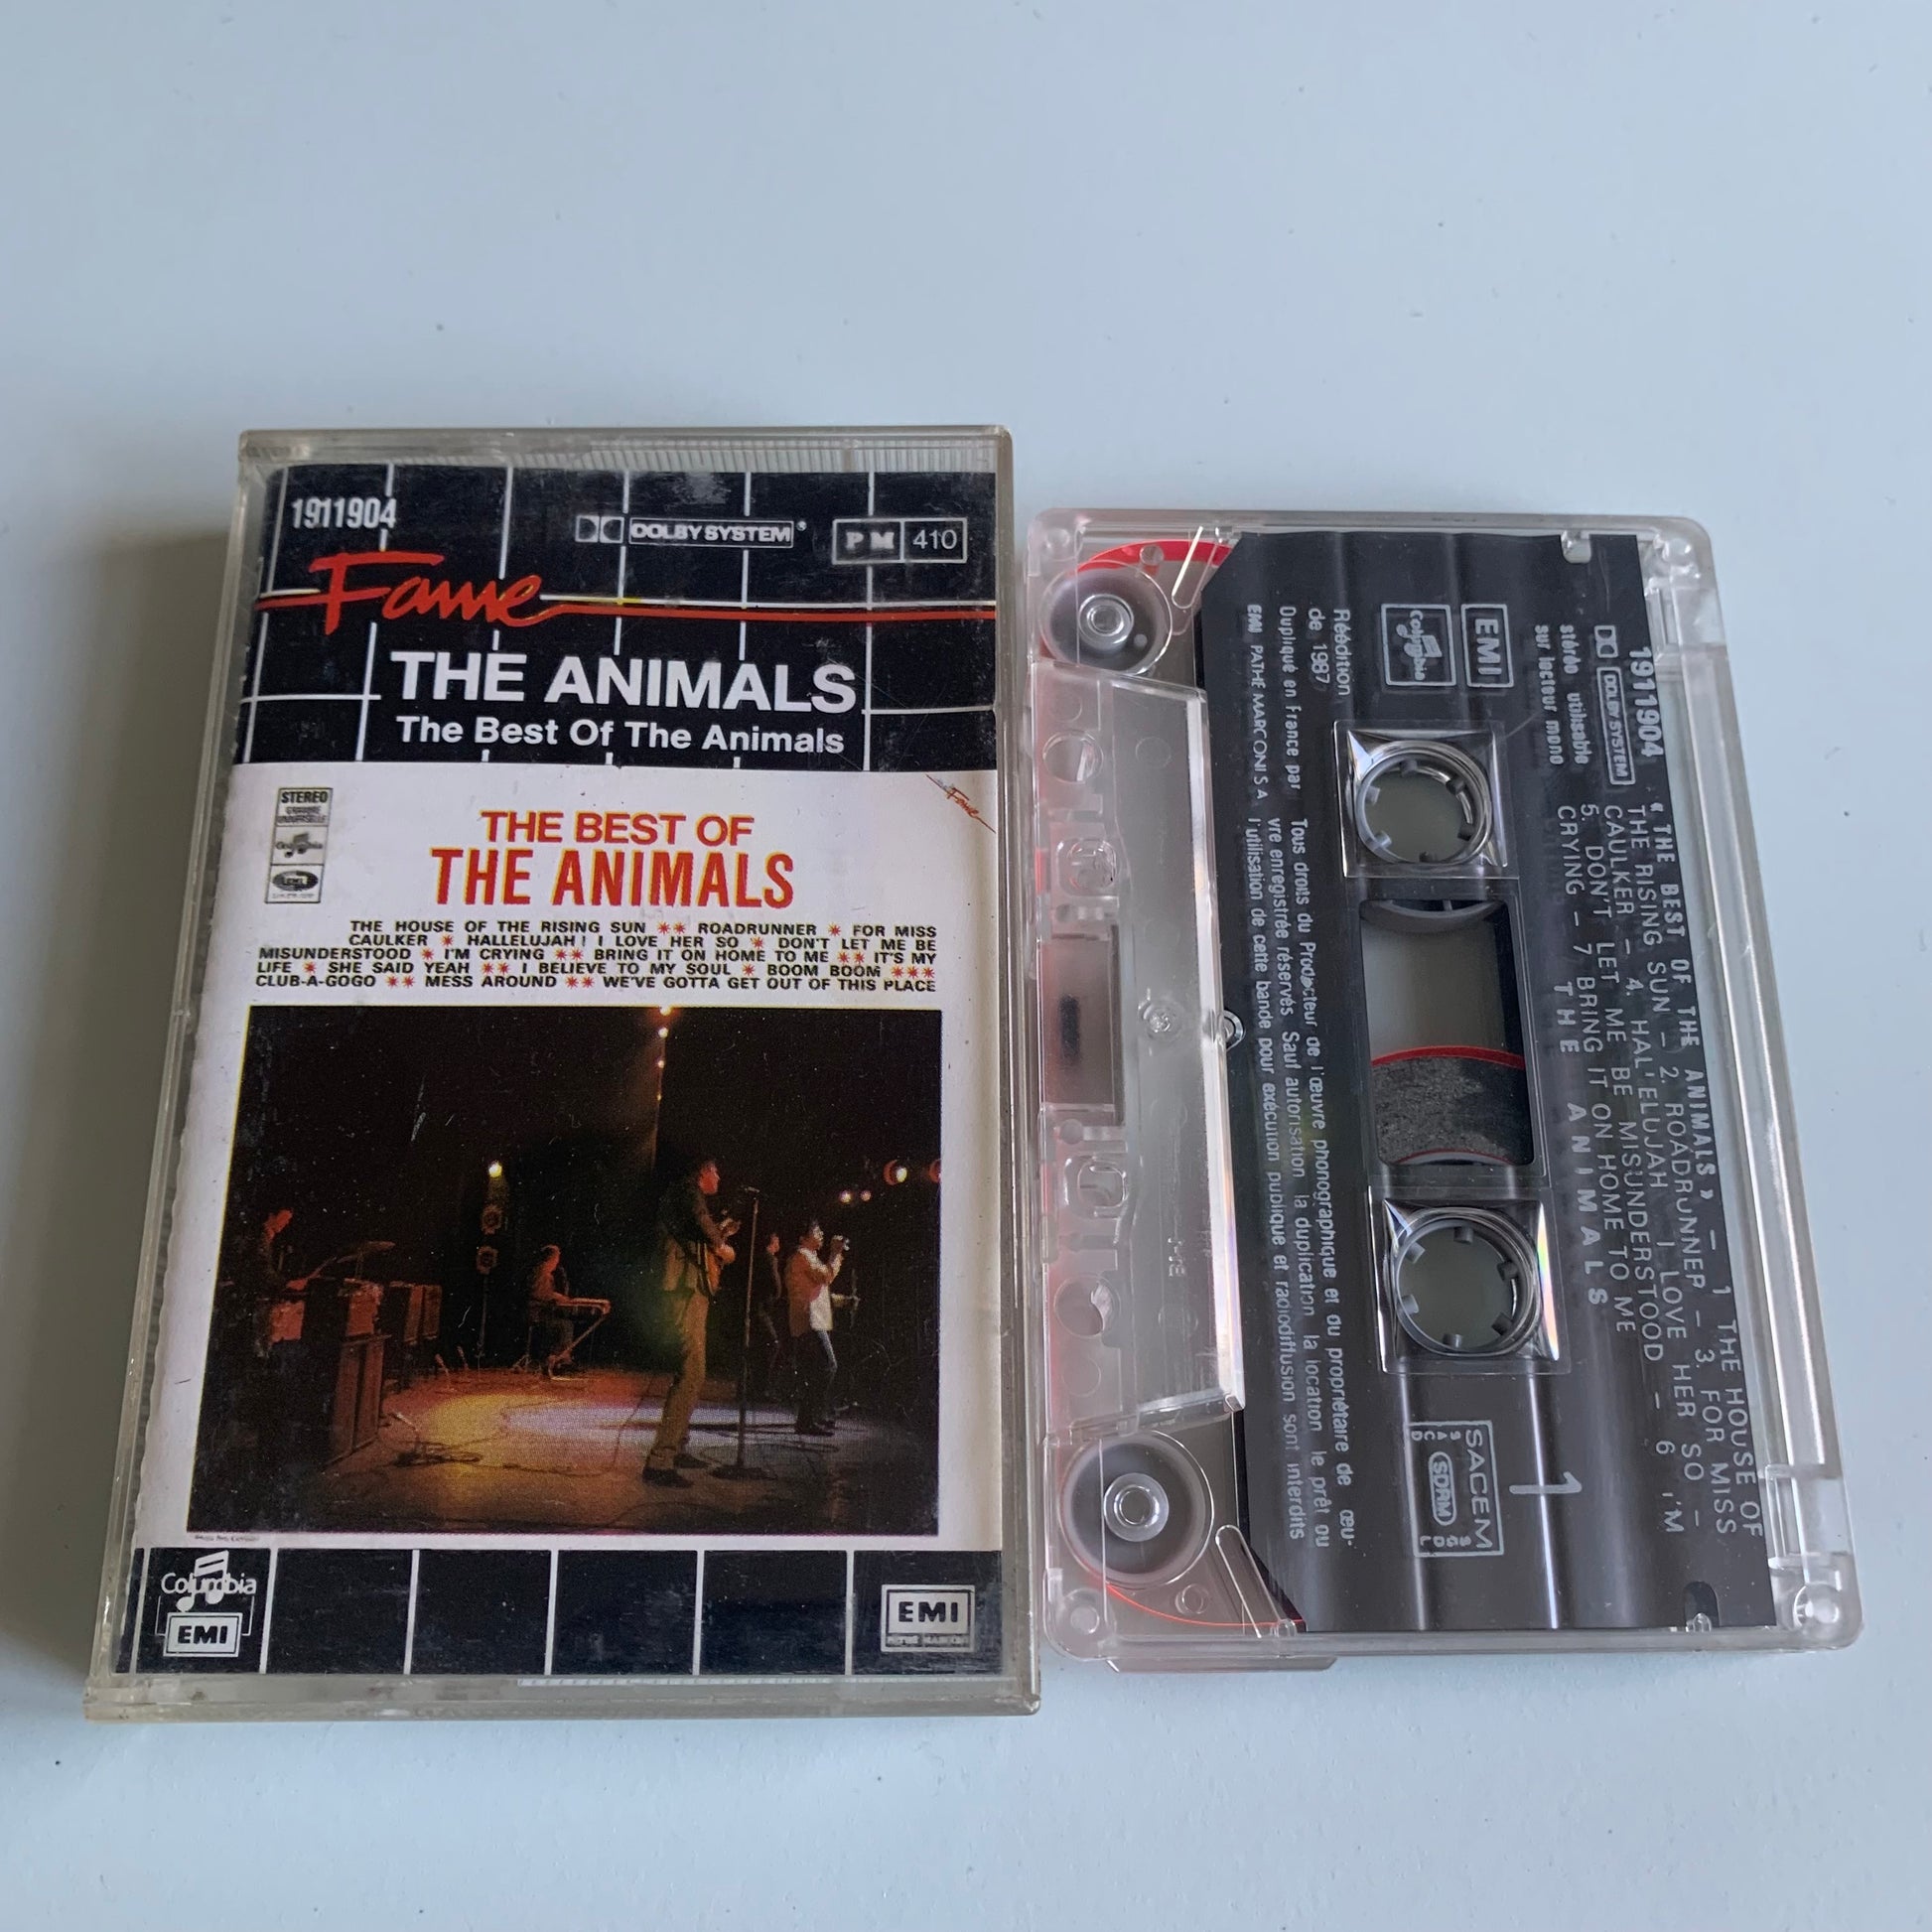 1911904
DOLBY SYSTEM
PM 410
Fame
THE ANIMALS
The Best Of The Animals
Fame
STEREO
GRAVURE
UNIVERSELLE
Columbia
EMI
THE BEST OF
THE ANIMALS
THE HOUSE OF THE RISING SUN ** ROADRUNNER * FOR MISS
CAULKER * HALLELUJAH! I LOVE HER SO * DON'T LET ME BE
MISUNDERSTOOD * I'M CRYING ** BRING IT ON HOME TO ME ** IT'S MY
LIFE * SHE SAID YEAH ** I BELIEVE TO MY SOUL * BOOM BOOM ***
CLUB-A-GOGO ** MESS AROUND ** WE'VE GOTTA GET OUT OF THIS PLACE
Columbia
EMI
EMI
1911904
DOLBY SYSTEM
stéréo utilisable
sur lecteur mono
EMI
Columbia
« THE BEST OF THE ANIMALS » – 1 THE HOUSE OF
THE RISING SUN – 2. ROADRUNNER – 3. FOR MISS
CAULKER – 4. HALLELUJAH I LOVE HER SO –
5. DON'T LET ME BE MISUNDERSTOOD – 6 I'M
CRYING – 7 BRING IT ON HOME TO ME
THE ANIMALS
1
SACEM
SDRM
Réédition
de 1987
Dupliqué en France par
EMI PATHE MARCONI S A
Tous droits du Producteur de l'œuvre phonographique et du propriétaire de œu-
vre enregistrée réservés Sauf autorisation la duplication la location le prêt ou
l'utilisation de cette bande pour exécution publique et radiodiffusion sont interdits